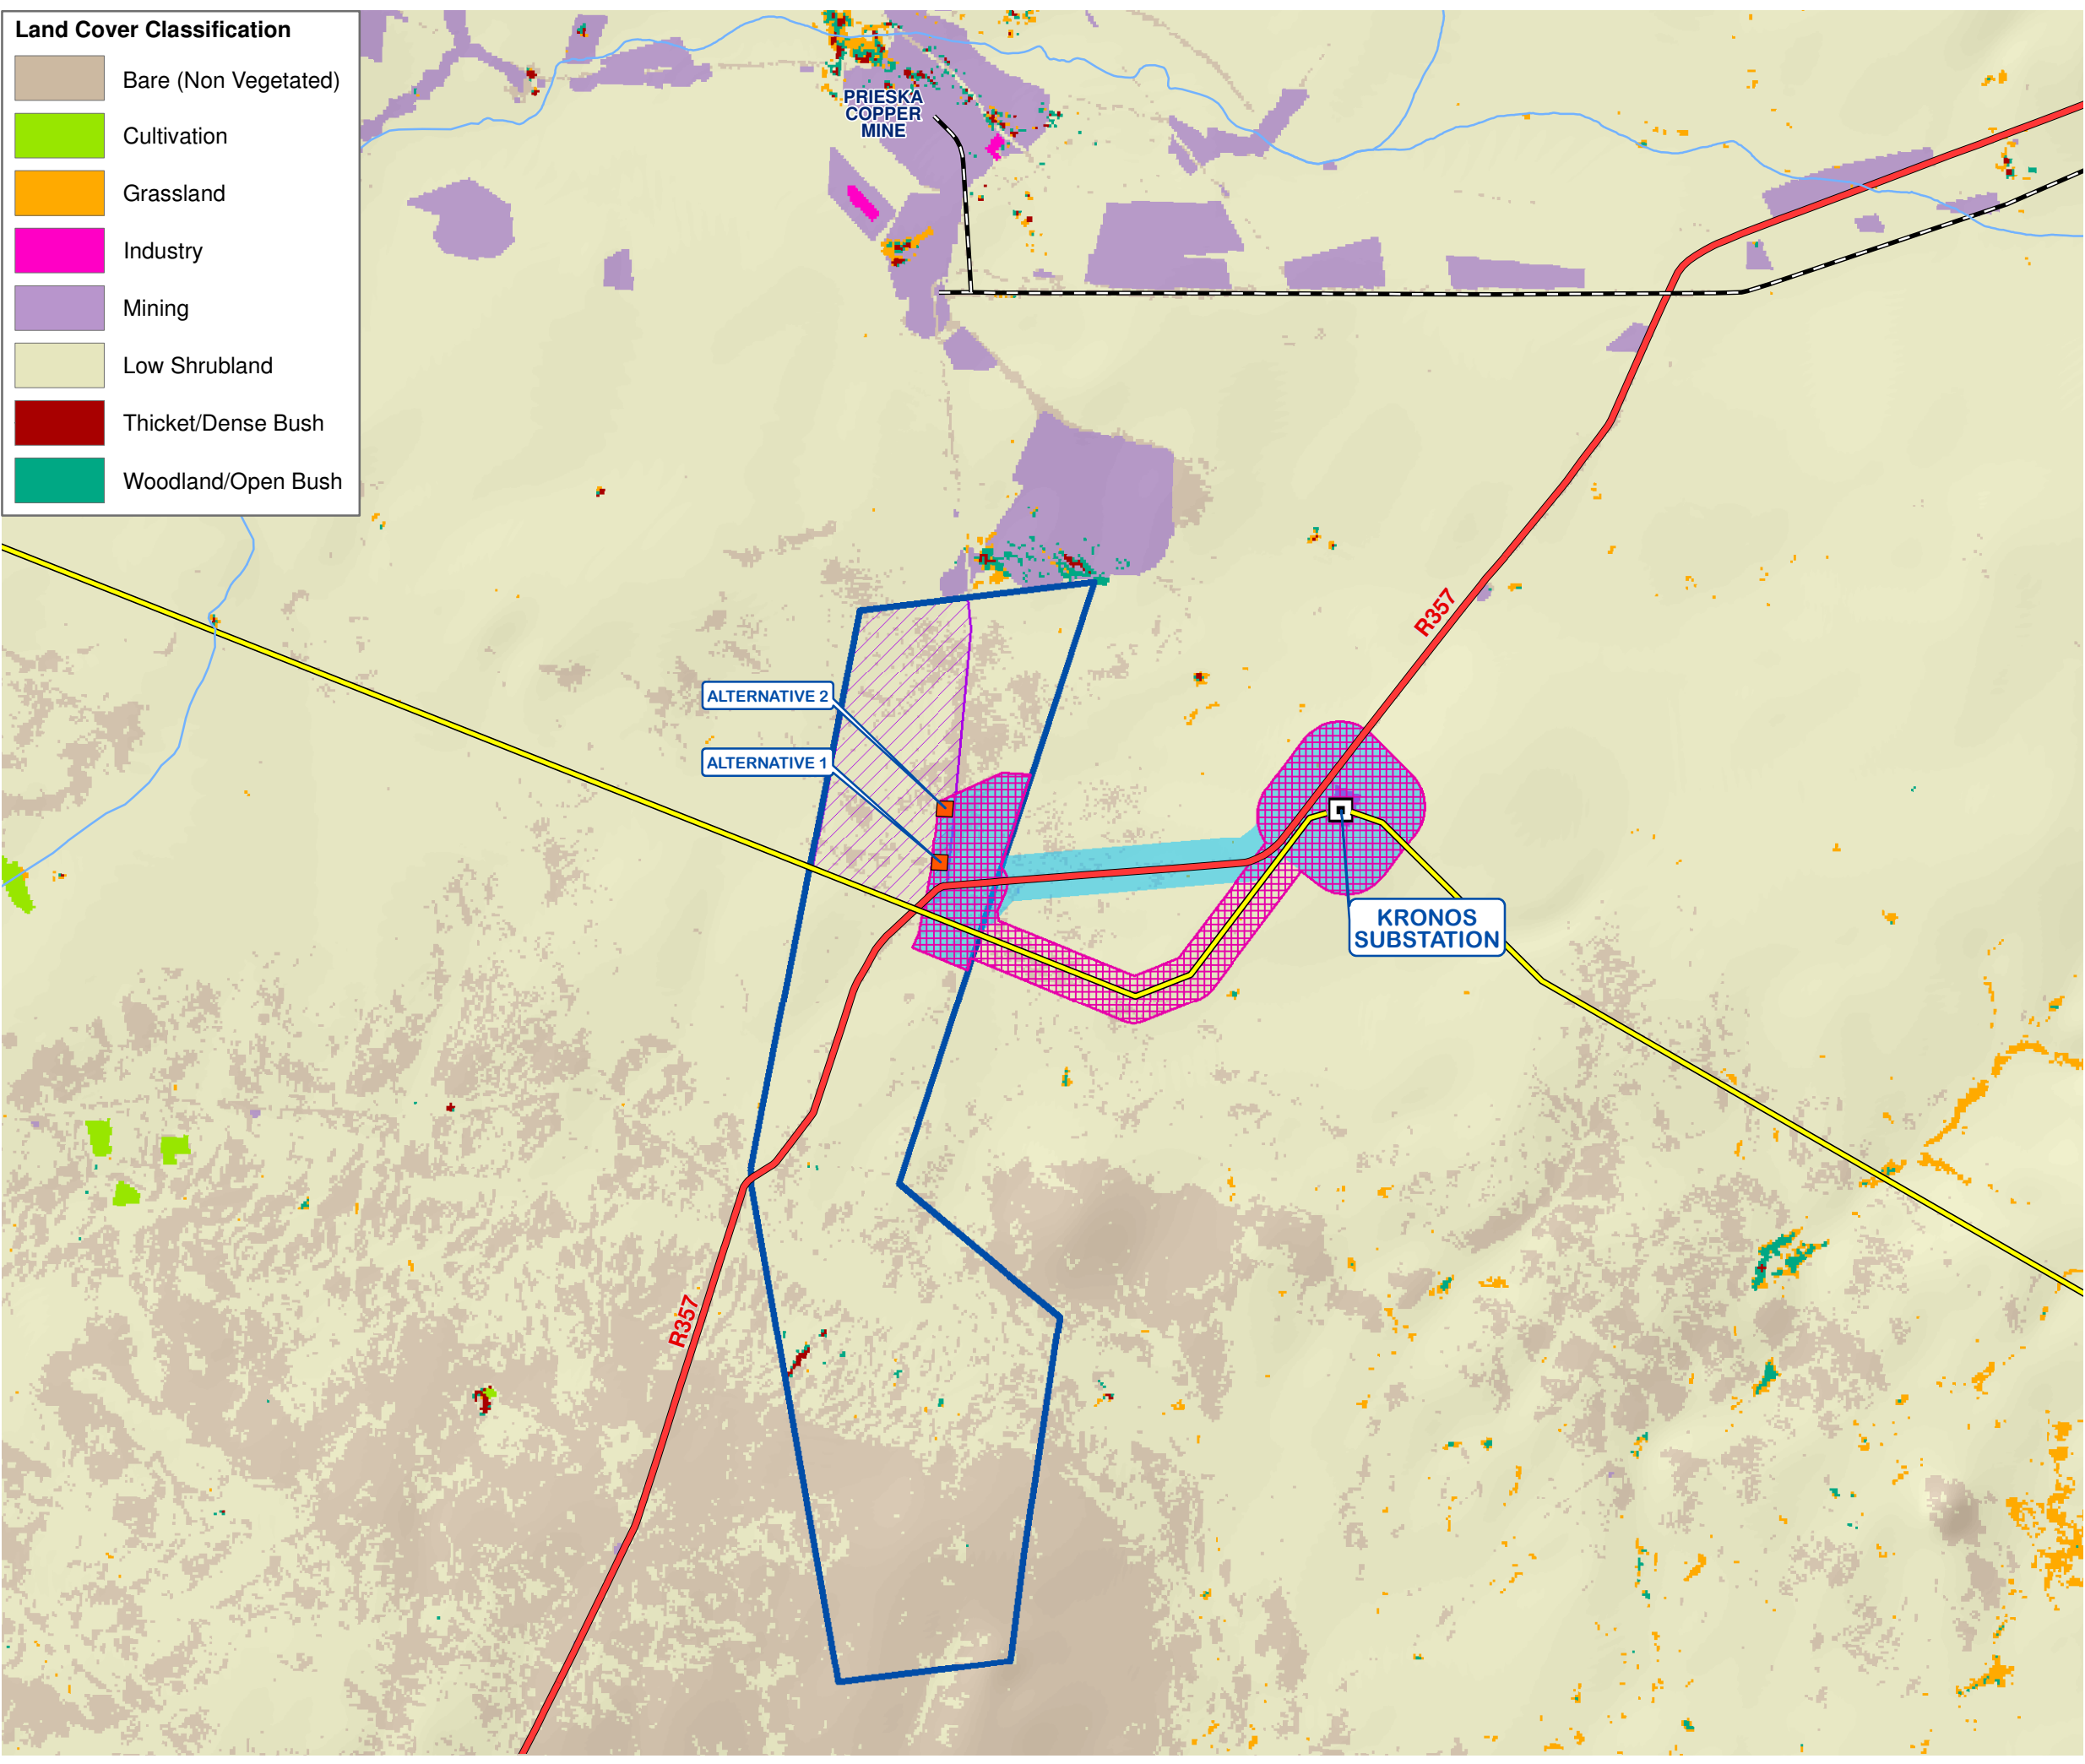 Land Cover Classification
Bare (Non Vegetated)
Cultivation
Grassland
Industry
Mining
Low Shrubland
Thicket/Dense Bush
Woodland/Open Bush
PRIESKA
COPPER
MINE
R357
ALTERNATIVE 2
ALTERNATIVE 1
KRONOS
SUBSTATION
R357